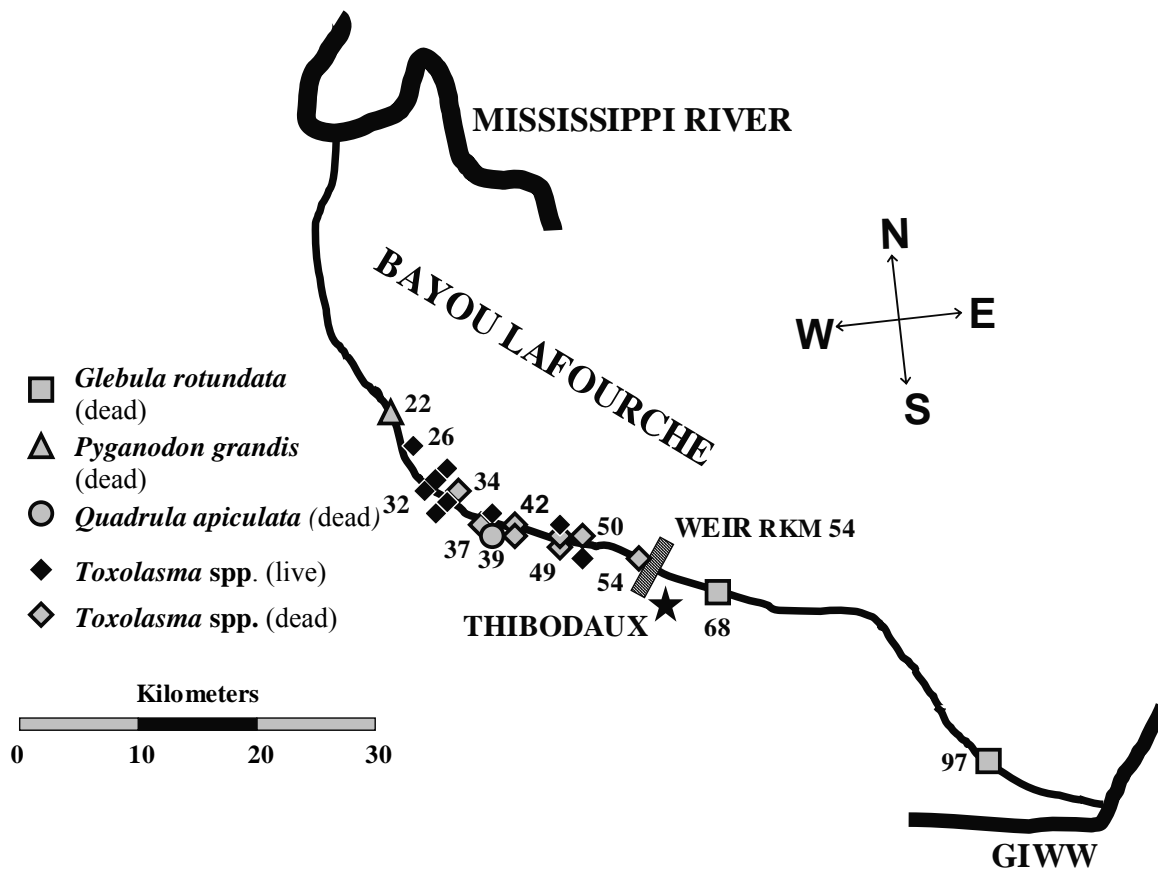 MISSISSIPPI RIVER
BAYOU LAFOURCHE
N
W
E
S
Glebula rotundata
(dead)
Pyganodon grandis
(dead)
Quadrula apiculata (dead)
Toxolasma spp. (live)
Toxolasma spp. (dead)
22
26
34
32
42
50
37
39
49
54
WEIR RKM 54
THIBODAUX
68
97
GIWW
Kilometers
0 10 20 30